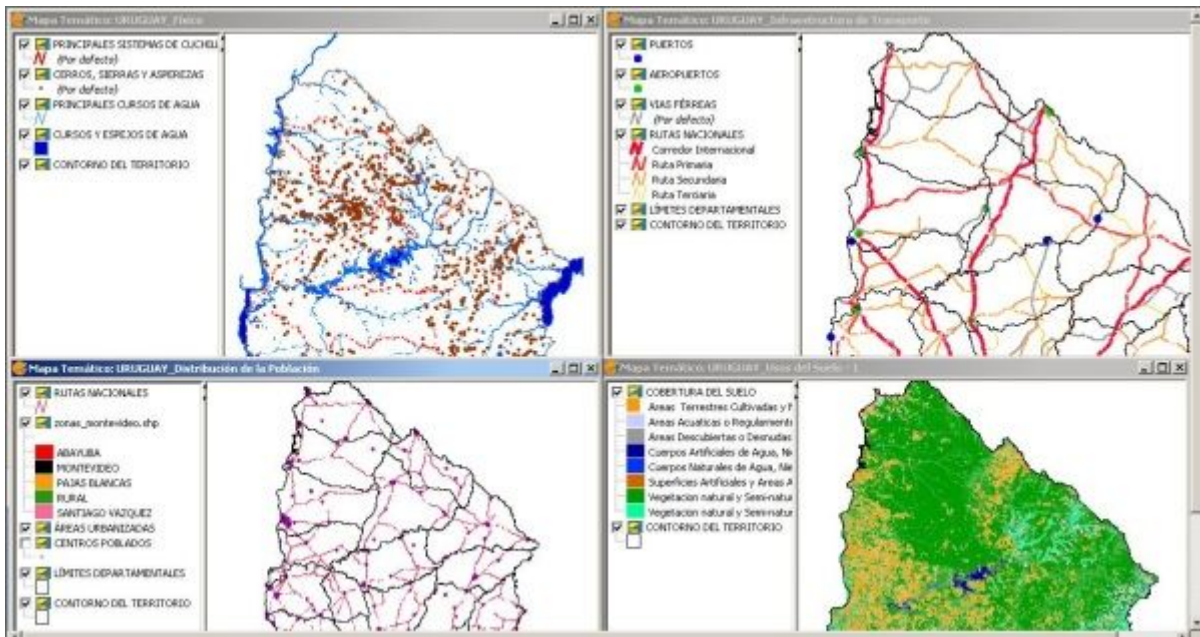 Mapa Temático: URUGUAY_Físico
PRINCIPALES SISTEMAS DE CUCHILL
(Por defecto)
CERROS, SIERRAS Y ASPEREZAS
(Por defecto)
PRINCIPALES CURSOS DE AGUA
CURSOS Y ESPEJOS DE AGUA
CONTORNO DEL TERRITORIO
Mapa Temático: URUGUAY_Infraestructura de Transporte
PUERTOS
AEROPUERTOS
VIAS FÉRREAS
(Por defecto)
RUTAS NACIONALES
Corredor Internacional
Ruta Primaria
Ruta Secundaria
Ruta Terciaria
LÍMITES DEPARTAMENTALES
CONTORNO DEL TERRITORIO
Mapa Temático: URUGUAY_Distribución de la Población
RUTAS NACIONALES
zonas_montevideo.shp
ABAYUBA
MONTEVIDEO
PAJAS BLANCAS
RURAL
SANTIAGO VAZQUEZ
ÁREAS URBANIZADAS
CENTROS POBLADOS
LÍMITES DEPARTAMENTALES
CONTORNO DEL TERRITORIO
Mapa Temático: URUGUAY_Usos del Suelo - 1
COBERTURA DEL SUELO
Areas Terrestres Cultivadas y
Areas Acuaticas o Regularmente
Areas Descubiertas o Desnudas
Cuerpos Artificiales de Agua, Nie
Cuerpos Naturales de Agua, Nie
Superficies Artificiales y Areas A
Vegetacion natural y Semi-natur
Vegetacion natural y Semi-natur
CONTORNO DEL TERRITORIO